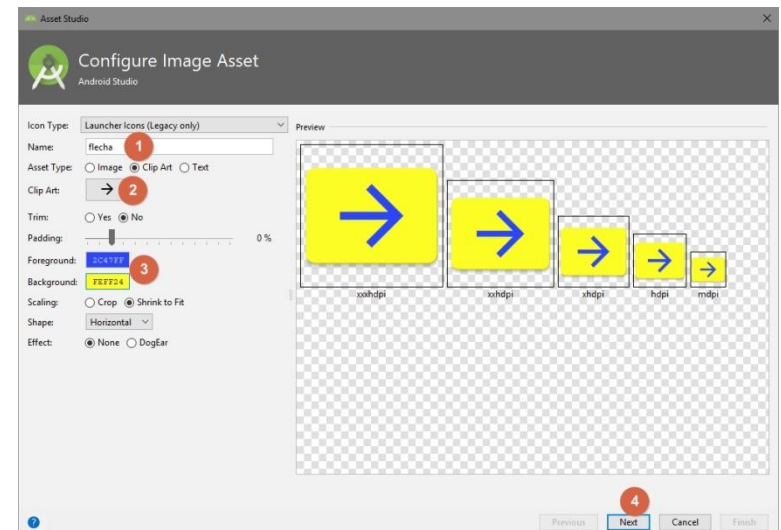 Asset Studio
Configure Image Asset
Android Studio
Icon Type: Launcher Icons (Legacy only)
Name: flecha 1
Asset Type: Image Clip Art Text
Clip Art: 2
Trim: Yes No
Padding: 0 %
Foreground: 2C47FF
Background: FEFF24 3
Scaling: Crop Shrink to Fit
Shape: Horizontal
Effect: None DogEar
Preview
xxxhdpi xxhdpi xhdpi hdpi mdpi
4
? Previous Next Cancel Finish